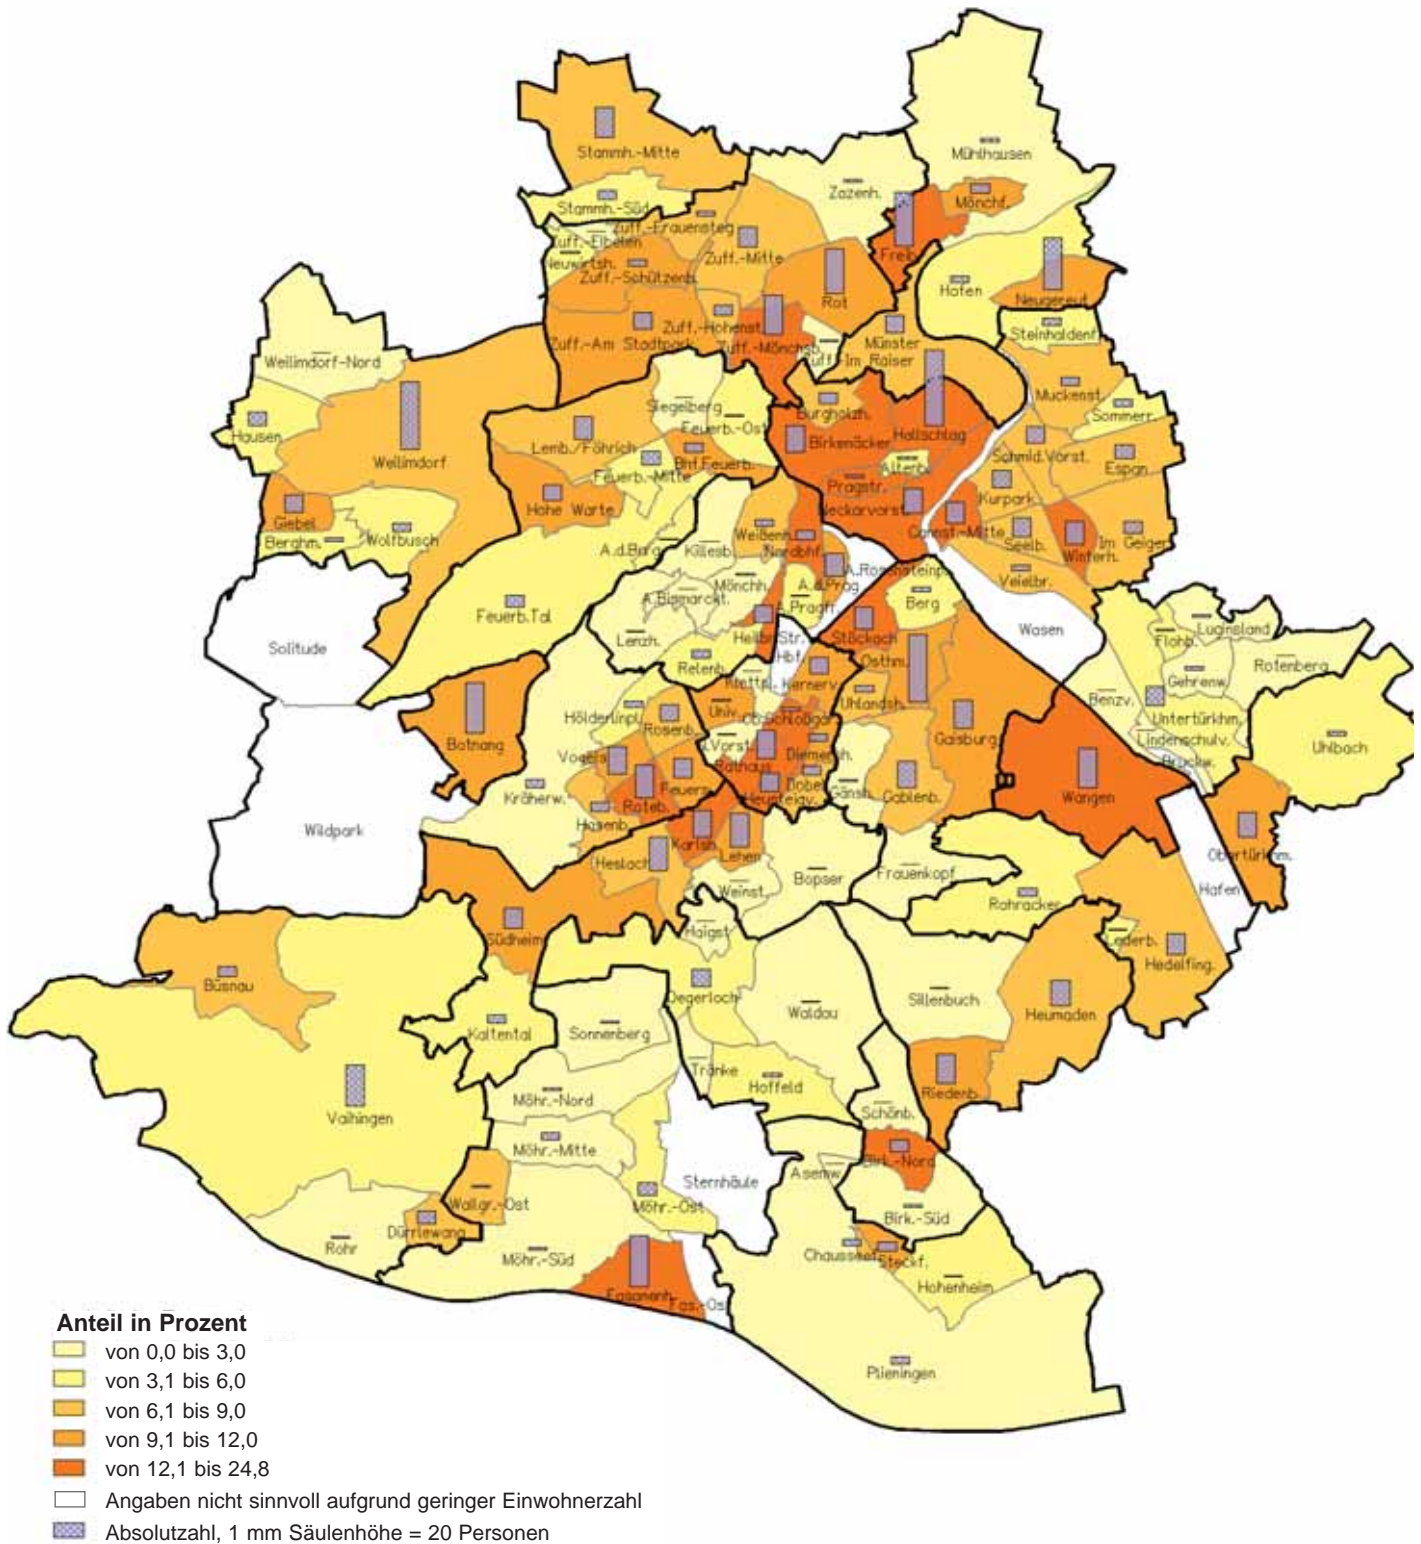 Stammh.-Mitte
Mühlhausen
Zazenh.
Mönchf.
Stammh.-Süd
Zuff.-Frauensteg
Zuff.-Elbelen
Zuff.-Mitte
Freib.
Neuwirtsh.
Zuff.-Schützenb.
Rot
Hofen
Neugereut
Zuff.-Hohenst.
Steinhaldenf.
Zuff.-Am Stadtpark
Zuff.-Mönchsb.
Münster
Zuff.-Im Raiser
Weilimdorf-Nord
Muckenst.
Siegelberg
Burgholzh.
Sommerr.
Hausen
Feuerb.-Ost
Hallschlag
Lemb./Föhrich
Birkenäcker
Schmid.Vorst.
Weilimdorf
Bhf.Feuerb.
Altenb.
Espan
Feuerb.-Mitte
Pragstr.
Kurpark
Giebel
Hohe Warte
Neckarvorst.
Cannst.-Mitte
Wolfbusch
Weißenh.
Seelb.
Winterh.
Im Geiger
Bergh.
A.d.Burg
Killesb.
Nordbhf.
A.Rosensteinp.
Veielbr.
Mönchh.
A.d.Prag
A.Bismarckt.
A.Pragfr.
Berg
Feuerb.Tal
Wasen
Luginsland
Solitude
Lenzh.
Heilbr.Str.
Stöckach
Flohb.
Relenb.
Hbf.
Osthm.
Rotenberg
Gehrenw.
Kernerv.
Benzv.
Hölderlinpl.
Univ.
Uhlandsh.
Ob.Schloßgar.
Untertürkhm.
Rosenb.
Botnang
Gaisburg
Lindenschulv.
Uhlbach
Vogels.
Diemersh.
Bruckw.
Rathaus
Feuers.
Dobel
Kräherw.
Roteb.
Heusteigv.
Gänsh.
Gablenb.
Wangen
Hasenb.
Wildpark
Karlsh.
Lehen
Obertürkhm.
Heslach
Frauenkopf
Bopser
Hafen
Weinst.
Rohracker
Haigst
Südheim
Lederb.
Hedelfing.
Büsnau
Degerloch
Sillenbuch
Waldau
Heumaden
Kaltental
Sonnenberg
Tränke
Hoffeld
Riedenb.
Vaihingen
Möhr.-Nord
Schönb.
Möhr.-Mitte
Birk.-Nord
Asemw.
Sternhäule
Wallgr.-Ost
Möhr.-Ost
Birk.-Süd
Dürrlewang
Rohr
Möhr.-Süd
Chausseef.
Steckf.
Hohenheim
Fasanenh.
Fas.-Ost
Plieningen
Anteil in Prozent
von 0,0 bis 3,0
von 3,1 bis 6,0
von 6,1 bis 9,0
von 9,1 bis 12,0
von 12,1 bis 24,8
Angaben nicht sinnvoll aufgrund geringer Einwohnerzahl
Absolutzahl, 1 mm Säulenhöhe = 20 Personen